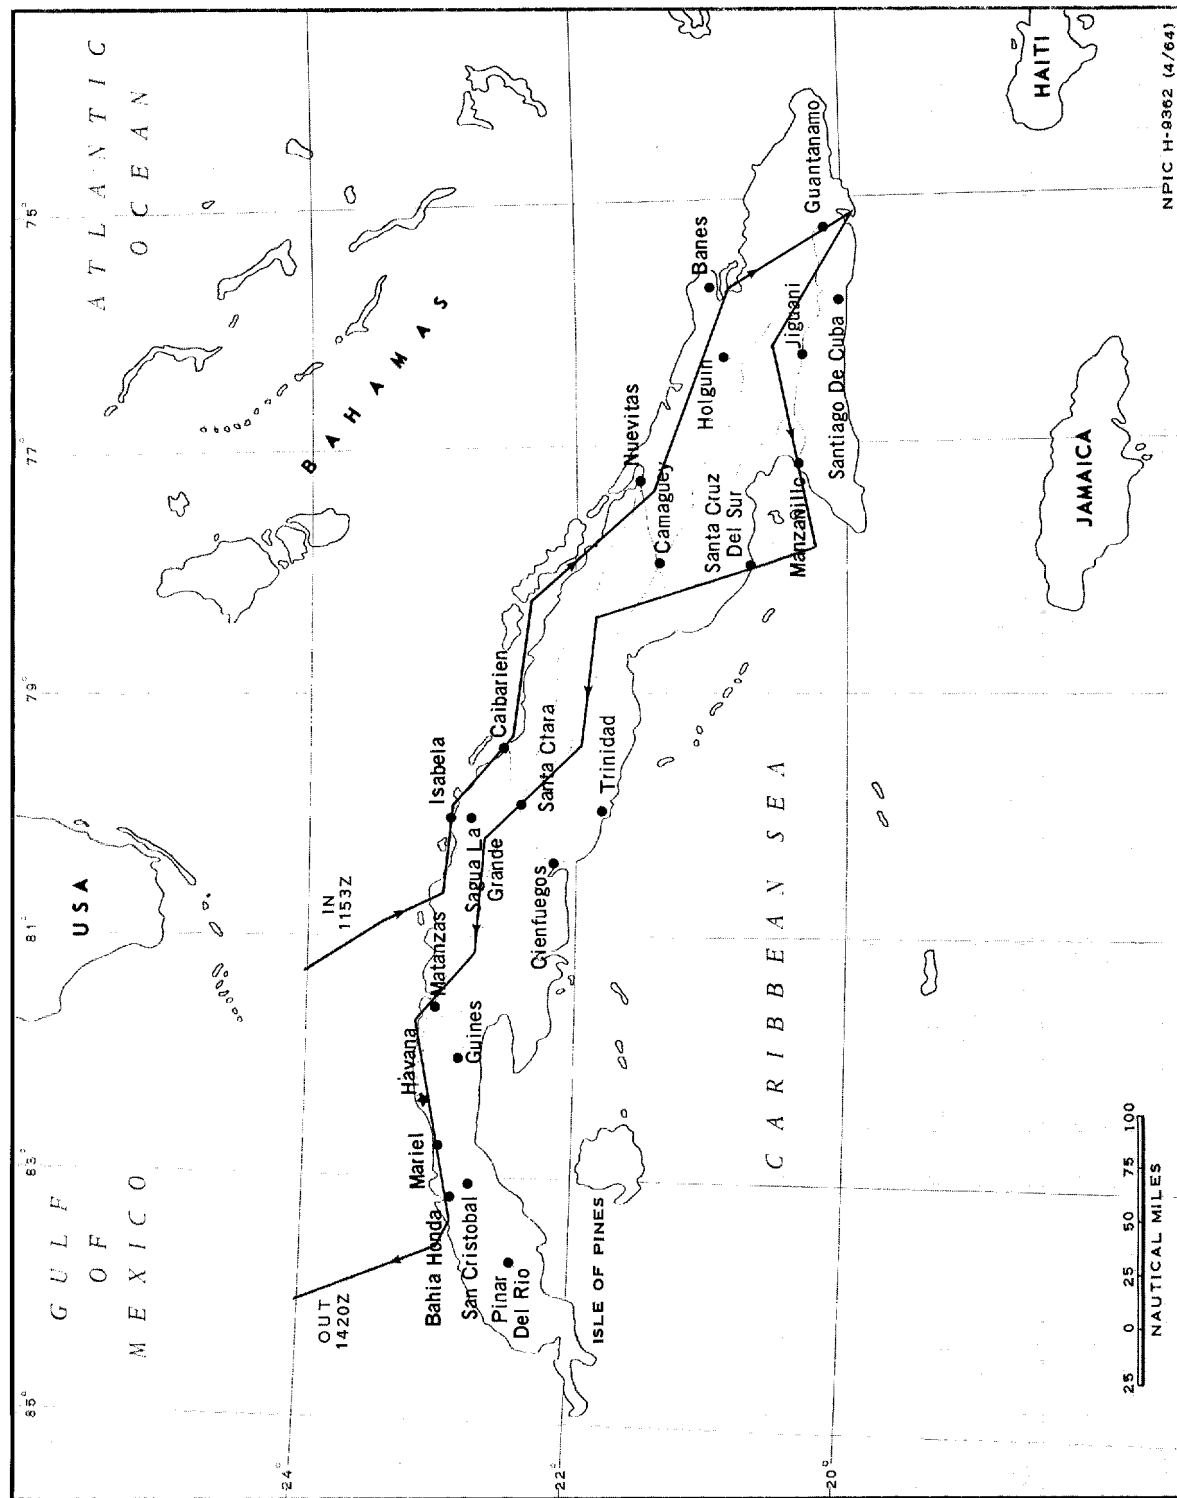 GULF
OF
MEXICO
ATLANTIC
OCEAN
USA
BAHAMAS
85°
83°
81°
79°
77°
75°
24°
22°
20°
OUT
1420Z
IN
1153Z
Bahia Honda
Mariel
Havana
Matanzas
Isabela
Caibarien
Nuevitas
Banes
San Cristobal
Guines
Sagua La
Grande
Santa Clara
Camaguey
Holguin
Pinar
Del Rio
Cienfuegos
Trinidad
Santa Cruz
Del Sur
Manzanillo
Jiguani
Guantanamo
Santiago De Cuba
ISLE OF PINES
CARIBBEAN SEA
JAMAICA
HAITI
25 0 25 50 75 100
NAUTICAL MILES
NPIC H-9362 (4/64)